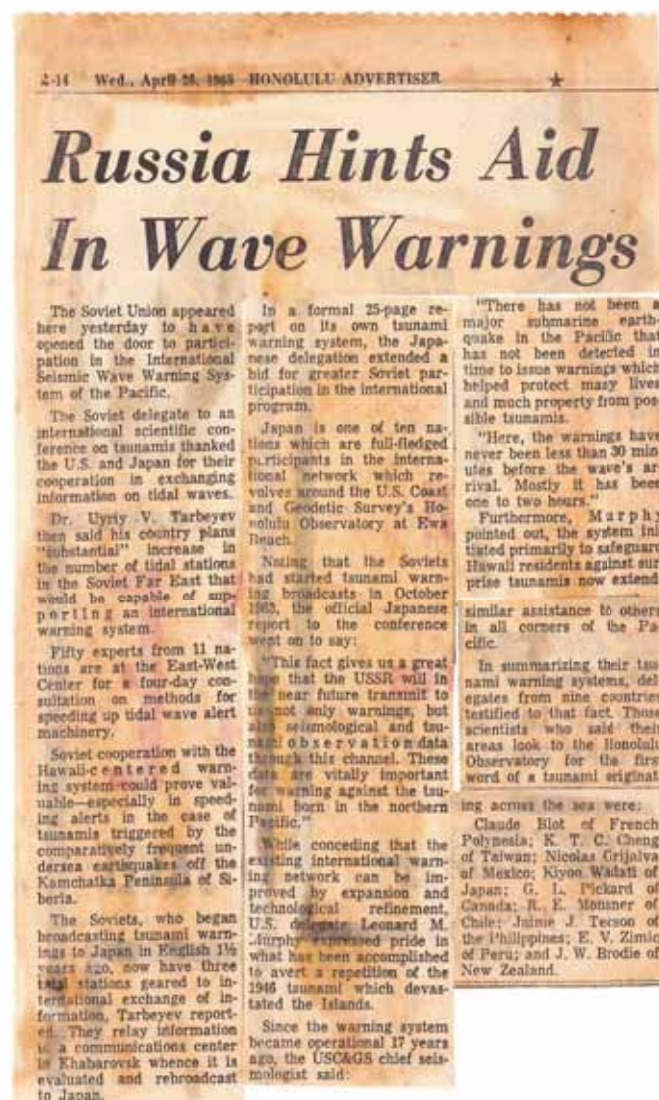 Wed., April 28, 1965 HONOLULU ADVERTISER
Russia Hints Aid
In Wave Warnings
The Soviet Union appeared
here yesterday to have
opened the door to partici-
pation in the International
Seismic Wave Warning Sys-
tem of the Pacific.
The Soviet delegate to an
international scientific con-
ference on tsunamis thanked
the U.S. and Japan for their
cooperation in exchanging
information on tidal waves.
Dr. Uyriy V. Tarbeyev
then said his country plans
"substantial" increase in
the number of tidal stations
in the Soviet Far East that
would be capable of sup-
porting an international
warning system.
Fifty experts from 11 na-
tions are at the East-West
Center for a four-day con-
sultation on methods for
speeding up tidal wave alert
machinery.
Soviet cooperation with the
Hawaii-centered warn-
ing system could prove val-
uable—especially in speed-
ing alerts in the case of
tsunamis triggered by the
comparatively frequent un-
dersea earthquakes off the
Kamchatka Peninsula of Si-
beria.
The Soviets, who began
broadcasting tsunami warn-
ings to Japan in English 1½
years ago, now have three
stations geared to in-
ternational exchange of in-
formation, Tarbeyev report-
ed. They relay information
a communications center
in Khabarovsk whence it is
evaluated and rebroadcast
to Japan.
In a formal 25-page re-
port on its own tsunami
warning system, the Japa-
nese delegation extended a
bid for greater Soviet par-
ticipation in the international
program.
Japan is one of ten na-
tions which are full-fledged
participants in the interna-
tional network which re-
volves around the U.S. Coast
and Geodetic Survey's Ho-
nolulu Observatory at Ewa
Beach.
Noting that the Soviets
had started tsunami warn-
ing broadcasts in October
1963, the official Japanese
report to the conference
went on to say:
"This fact gives us a great
hope that the USSR will in
the near future transmit to
us not only warnings, but
also seismological and tsu-
nami observation data
through this channel. These
data are vitally important
for warning against the tsu-
nami born in the northern
Pacific."
While conceding that the
existing international warn-
ing network can be im-
proved by expansion and
technological refinement,
U.S. delegate Leonard M.
Murphy expressed pride in
what has been accomplished
to avert a repetition of the
1946 tsunami which devas-
tated the Islands.
Since the warning system
became operational 17 years
ago, the USC&GS chief seis-
mologist said:
"There has not been a
major submarine earth-
quake in the Pacific that
has not been detected in
time to issue warnings which
helped protect many lives
and much property from pos-
sible tsunamis.
"Here, the warnings have
never been less than 30 min-
utes before the wave's ar-
rival. Mostly it has been
one to two hours."
Furthermore, Murphy
pointed out, the system ini-
tiated primarily to safeguard
Hawaii residents against sur-
prise tsunamis now extend
similar assistance to others
in all corners of the Pa-
cific.
In summarizing their tsu-
nami warning systems, del-
egates from nine countries
testified to that fact. Those
scientists who said their
areas look to the Honolulu
Observatory for the first
word of a tsunami originat-
ing across the sea were:
Claude Blot of French
Polynesia; K. T. C. Cheng
of Taiwan; Nicolas Grijalva
of Mexico; Kiyoo Wadati of
Japan; G. L. Pickard of
Canada; R. E. Monsner of
Chile; Jaime J. Tecson of
the Philippines; E. V. Zimic
of Peru; and J. W. Brodie of
New Zealand.